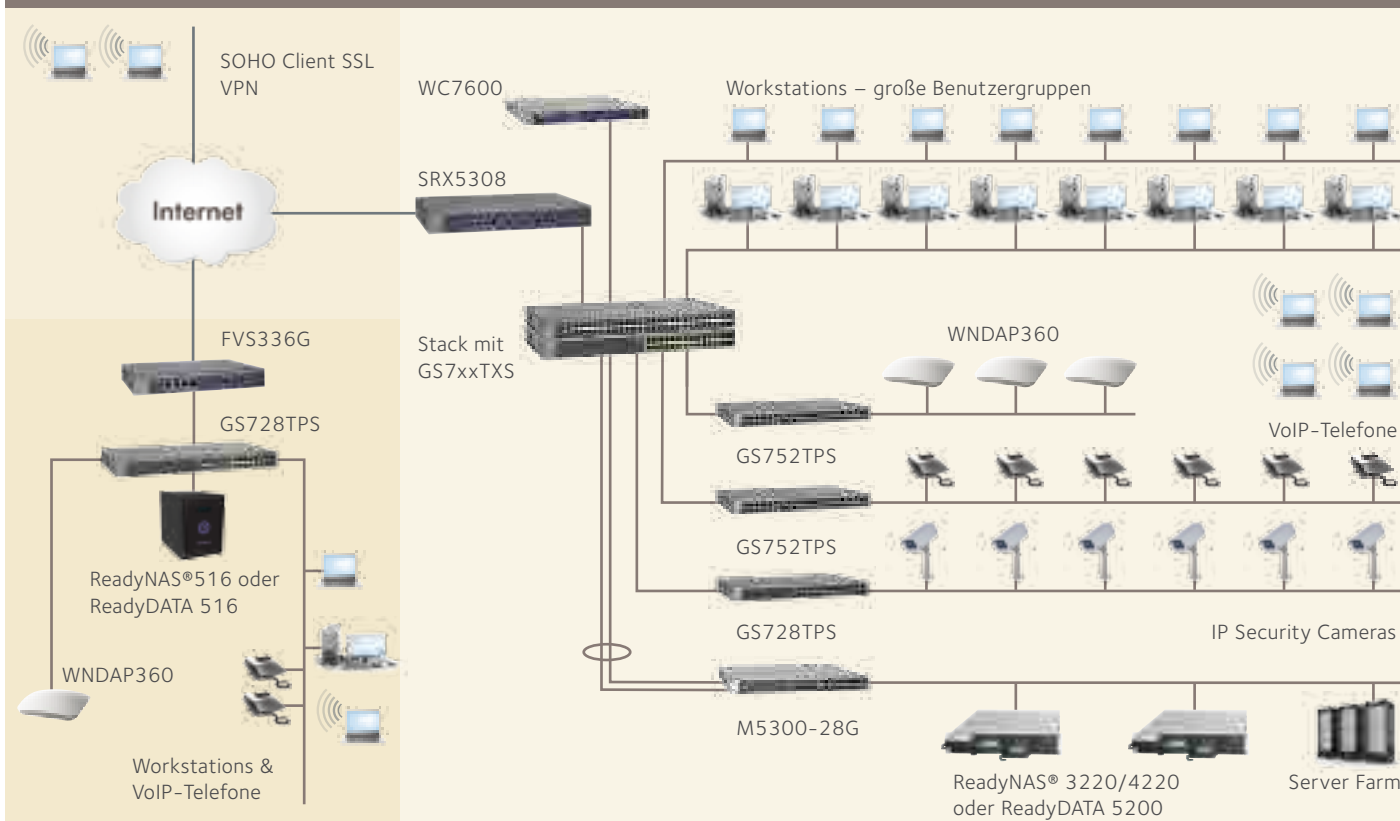 SOHO Client SSL
VPN
Internet
FVS336G
GS728TPS
ReadyNAS®516 oder
ReadyDATA 516
WNDAP360
Workstations &
VoIP-Telefone
WC7600
SRX5308
Stack mit
GS7xxTXS
Workstations – große Benutzergruppen
WNDAP360
GS752TPS
VoIP-Telefone
GS752TPS
GS728TPS
IP Security Cameras
M5300-28G
ReadyNAS® 3220/4220
oder ReadyDATA 5200
Server Farm